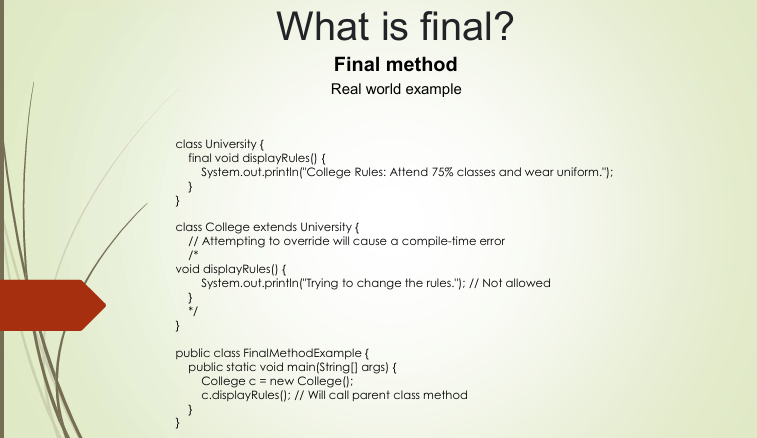 What is final?
Final method
Real world example
class University {
final void displayRules() {
System.out.println("College Rules: Attend 75% classes and wear uniform.");
}
}
class College extends University {
// Attempting to override will cause a compile-time error
/*
void displayRules() {
System.out.println("Trying to change the rules."); // Not allowed
}
*/
}
public class FinalMethodExample {
public static void main(String[] args) {
College c = new College();
c.displayRules(); // Will call parent class method
}
}